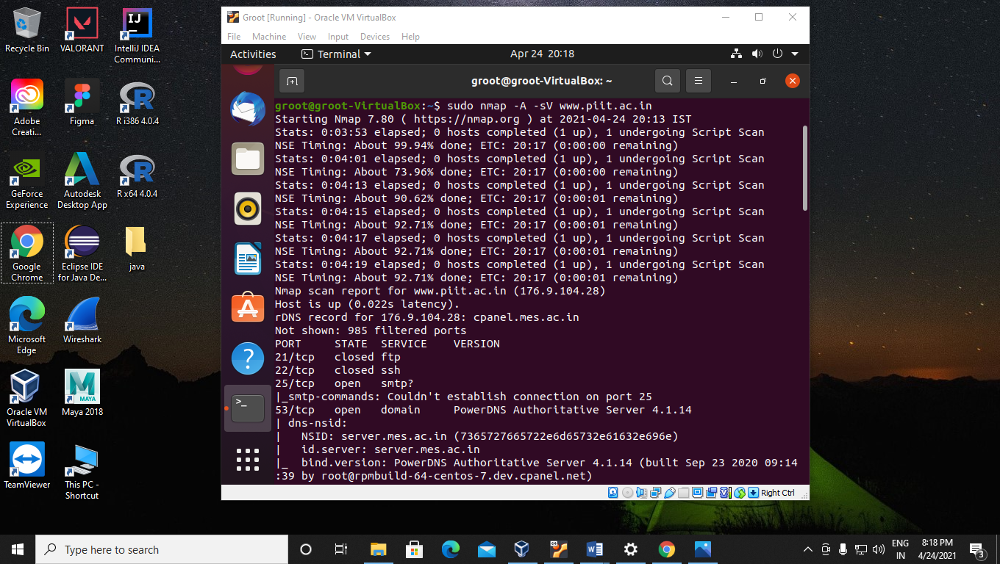 Recycle Bin
VALORANT
IntelliJ IDEA
Communi...
Adobe
Creati...
Figma
R i386 4.0.4
GeForce
Experience
Autodesk
Desktop App
R x64 4.0.4
Google
Chrome
Eclipse IDE
for Java De...
java
Microsoft
Edge
Wireshark
Oracle VM
VirtualBox
Maya 2018
TeamViewer
This PC -
Shortcut
Groot [Running] - Oracle VM VirtualBox
File Machine View Input Devices Help
Activities Terminal Apr 24 20:18
groot@groot-VirtualBox: ~
groot@groot-VirtualBox:~$ sudo nmap -A -sV www.piit.ac.in
Starting Nmap 7.80 ( https://nmap.org ) at 2021-04-24 20:13 IST
Stats: 0:03:53 elapsed; 0 hosts completed (1 up), 1 undergoing Script Scan
NSE Timing: About 99.94% done; ETC: 20:17 (0:00:00 remaining)
Stats: 0:04:01 elapsed; 0 hosts completed (1 up), 1 undergoing Script Scan
NSE Timing: About 73.96% done; ETC: 20:17 (0:00:00 remaining)
Stats: 0:04:13 elapsed; 0 hosts completed (1 up), 1 undergoing Script Scan
NSE Timing: About 90.62% done; ETC: 20:17 (0:00:01 remaining)
Stats: 0:04:15 elapsed; 0 hosts completed (1 up), 1 undergoing Script Scan
NSE Timing: About 92.71% done; ETC: 20:17 (0:00:01 remaining)
Stats: 0:04:17 elapsed; 0 hosts completed (1 up), 1 undergoing Script Scan
NSE Timing: About 92.71% done; ETC: 20:17 (0:00:01 remaining)
Stats: 0:04:19 elapsed; 0 hosts completed (1 up), 1 undergoing Script Scan
NSE Timing: About 92.71% done; ETC: 20:17 (0:00:01 remaining)
Nmap scan report for www.piit.ac.in (176.9.104.28)
Host is up (0.022s latency).
rDNS record for 176.9.104.28: cpanel.mes.ac.in
Not shown: 985 filtered ports
PORT STATE SERVICE VERSION
21/tcp closed ftp
22/tcp closed ssh
25/tcp open smtp?
|_smtp-commands: Couldn't establish connection on port 25
53/tcp open domain PowerDNS Authoritative Server 4.1.14
| dns-nsid:
| NSID: server.mes.ac.in (7365727665722e6d65732e61632e696e)
| id.server: server.mes.ac.in
|_ bind.version: PowerDNS Authoritative Server 4.1.14 (built Sep 23 2020 09:14
:39 by root@rpmbuild-64-centos-7.dev.cpanel.net)
Right Ctrl
Type here to search
ENG
IN
8:18 PM
4/24/2021
3